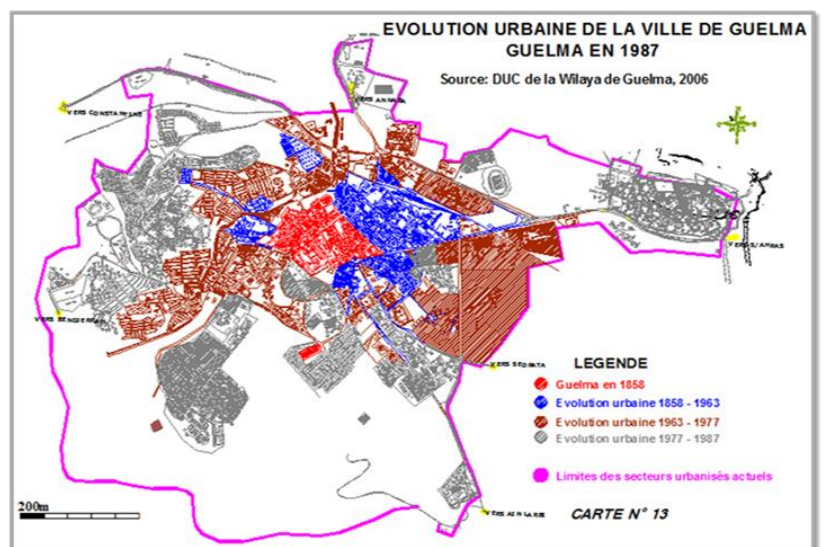 EVOLUTION URBAINE DE LA VILLE DE GUELMA
GUELMA EN 1987
Source: DUC de la Wilaya de Guelma, 2006
VERS ANNABA
VERS CONSTANTINE
VERS S/AHRAS
VERS BENDJERRAH
VERS SEDRATA
LEGENDE
Guelma en 1858
Evolution urbaine 1858 - 1963
Evolution urbaine 1963 - 1977
Evolution urbaine 1977 - 1987
Limites des secteurs urbanisés actuels
200m
VERS AIN LARBI
CARTE N° 13